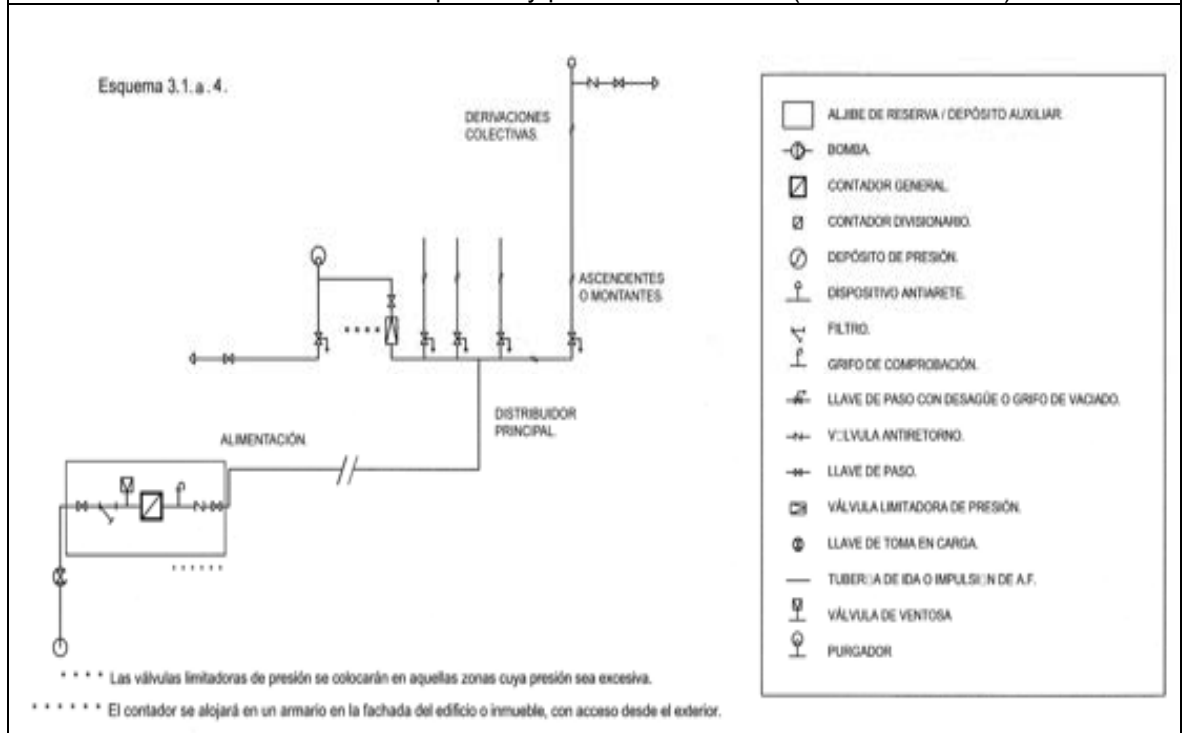 Esquema 3.1.a.4.
DERIVACIONES
COLECTIVAS.
ASCENDENTES
O MONTANTES
* * * *
DISTRIBUIDOR
PRINCIPAL.
ALIMENTACIÓN.
* * * * * *
* * * * Las válvulas limitadoras de presión se colocarán en aquellas zonas cuya presión sea excesiva.
* * * * * * El contador se alojará en un armario en la fachada del edificio o inmueble, con acceso desde el exterior.
ALJIBE DE RESERVA / DEPÓSITO AUXILIAR.
BOMBA.
CONTADOR GENERAL.
CONTADOR DIVISIONARIO.
DEPÓSITO DE PRESIÓN.
DISPOSITIVO ANTIARETE.
FILTRO.
GRIFO DE COMPROBACIÓN.
LLAVE DE PASO CON DESAGÜE O GRIFO DE VACIADO.
V□LVULA ANTIRETORNO.
LLAVE DE PASO.
VÁLVULA LIMITADORA DE PRESIÓN.
LLAVE DE TOMA EN CARGA.
TUBER□A DE IDA O IMPULSI□N DE A.F.
VÁLVULA DE VENTOSA
PURGADOR